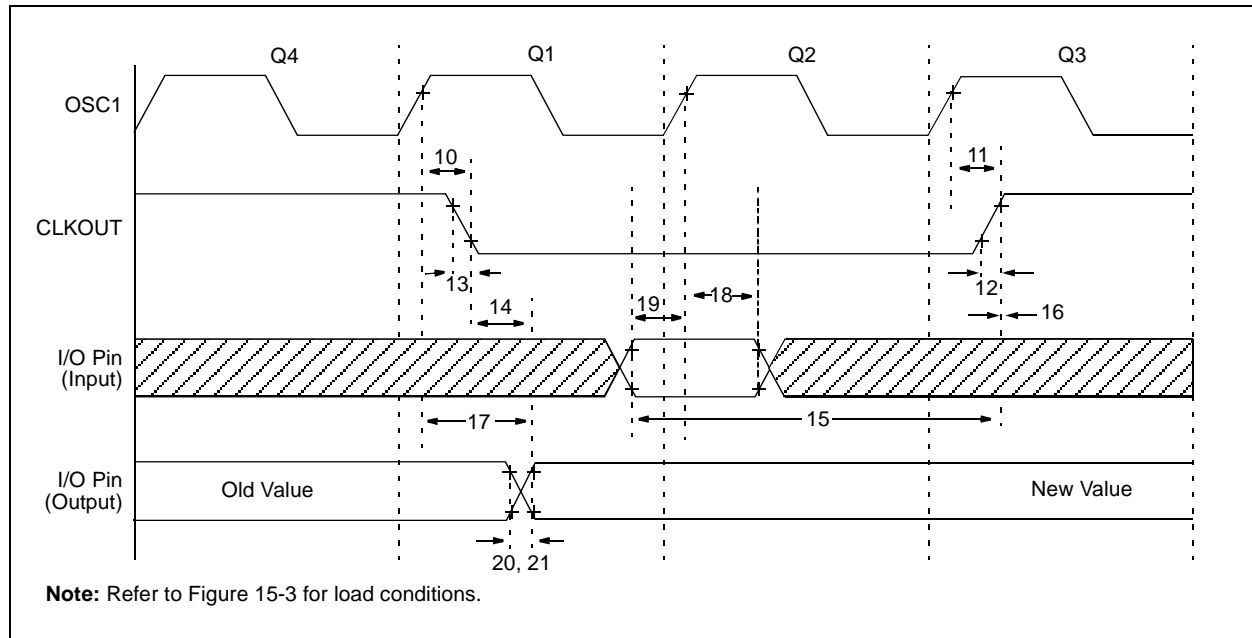 Q4 Q1 Q2 Q3
OSC1
10 11
CLKOUT
13 12
14 19 18 16
I/O Pin
(Input)
17 15
I/O Pin
(Output)
Old Value New Value
20, 21
Note: Refer to Figure 15-3 for load conditions.